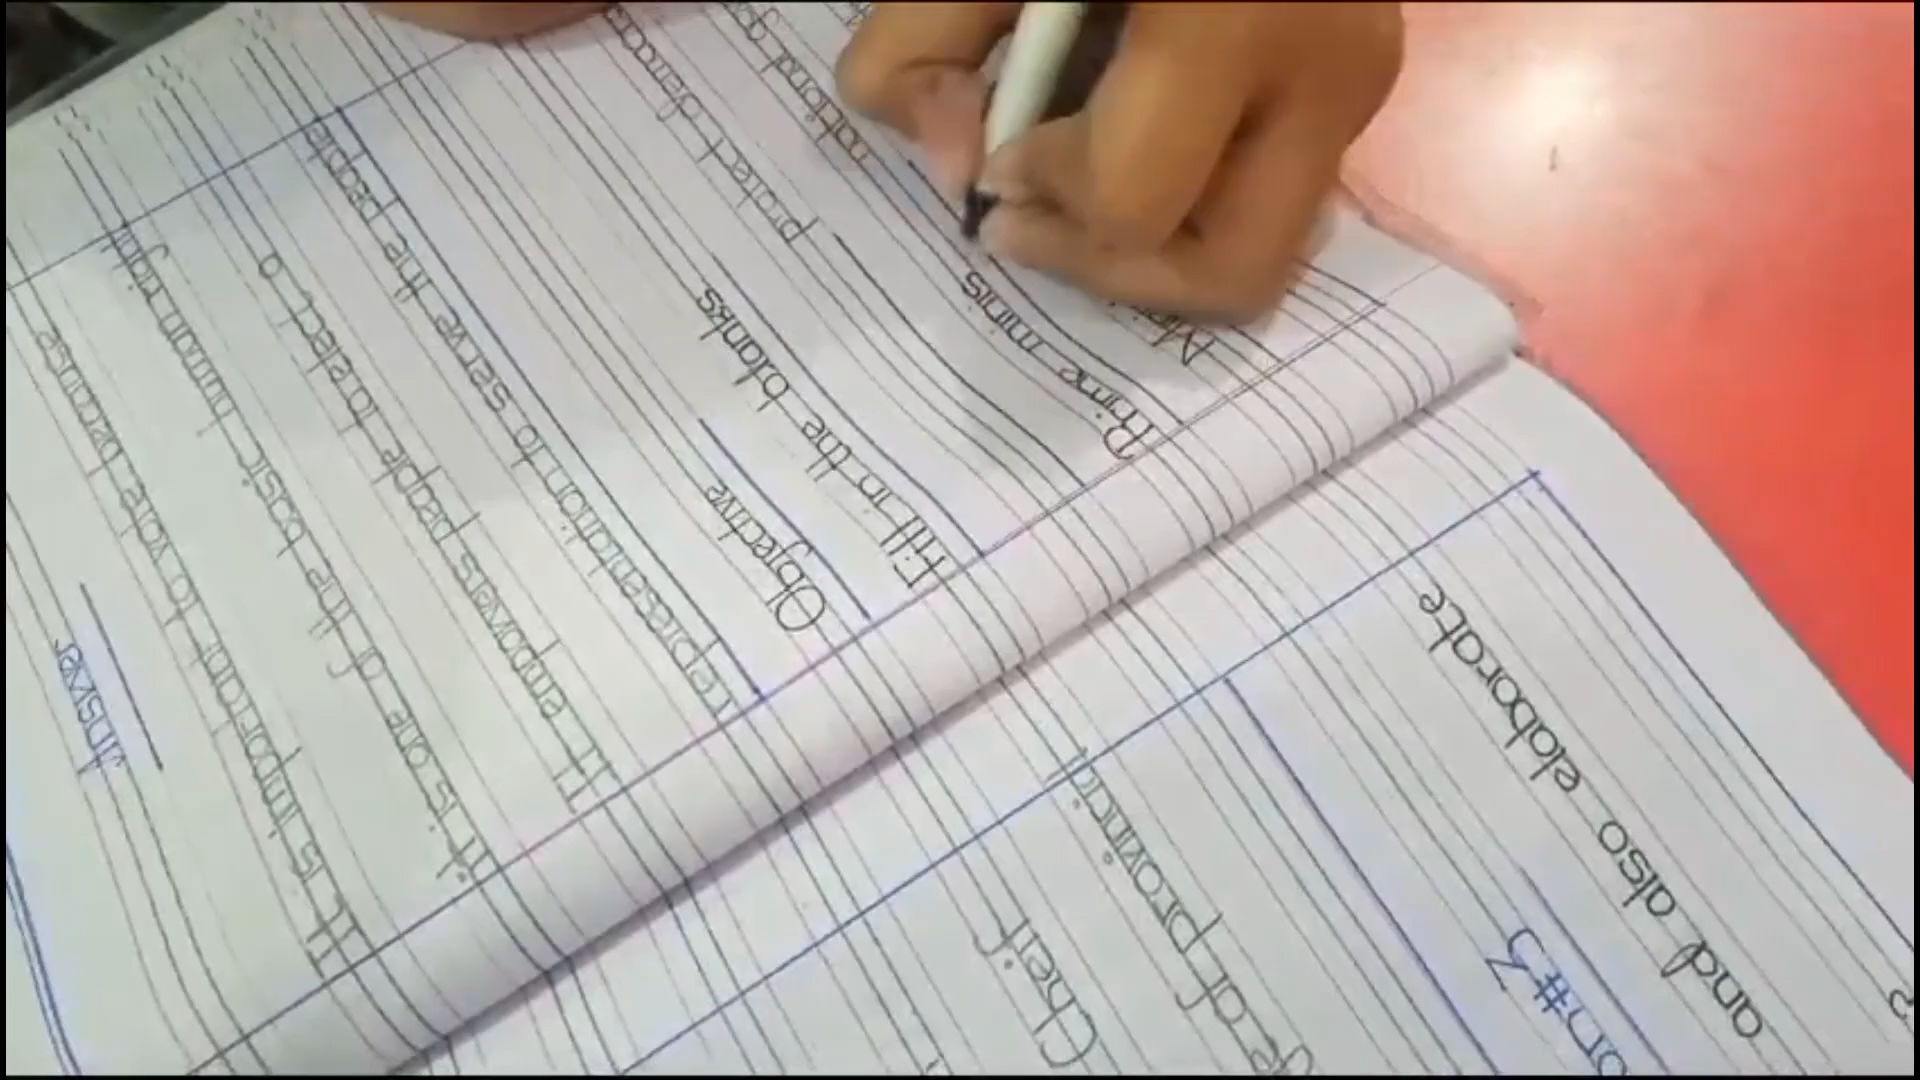 and also elaborate
on#3
ge of provincial
Cheif
Answer
It is important to vote because
it is one of the basic human right
It empowers people to elect a
representation to serve the people
Objective
Fill in the blanks
Prime minis
protect democra
national